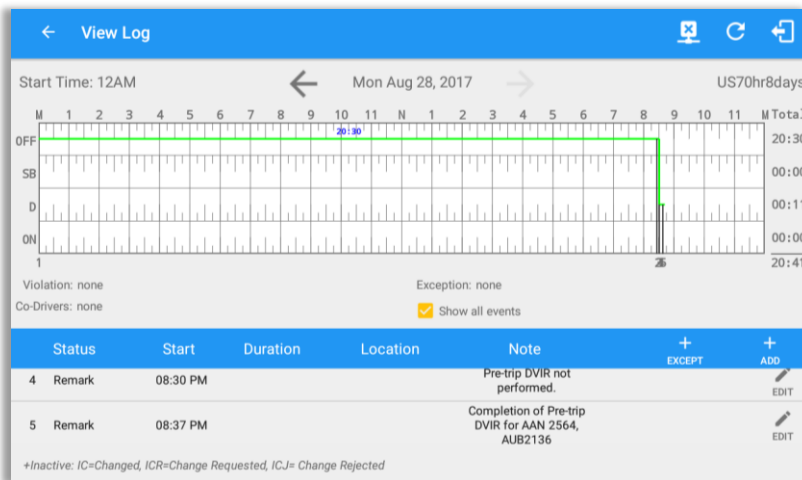 View Log
Start Time: 12AM Mon Aug 28, 2017 US70hr8days
M 1 2 3 4 5 6 7 8 9 10 11 N 1 2 3 4 5 6 7 8 9 10 11 M Total
20:30
OFF 20:30
SB 00:00
D 00:11
ON 00:00
1 20:41
Violation: none Exception: none
Co-Drivers: none Show all events
Status Start Duration Location Note + EXCEPT + ADD
4 Remark 08:30 PM Pre-trip DVIR not
performed. EDIT
5 Remark 08:37 PM Completion of Pre-trip
DVIR for AAN 2564,
AUB2136 EDIT
+Inactive: IC=Changed, ICR=Change Requested, ICJ= Change Rejected